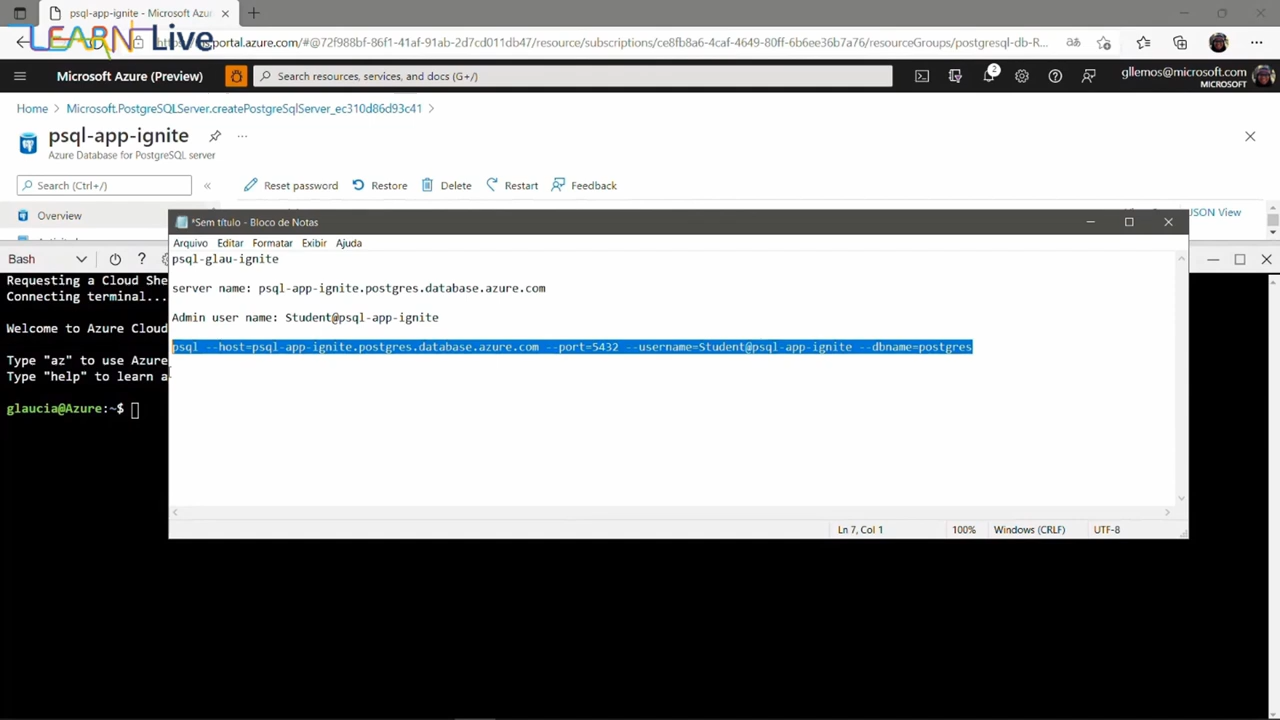 psql-app-ignite - Microsoft Azu
LEARN Live
portal.azure.com/#@72f988bf-86f1-41af-91ab-2d7cd011db47/resource/subscriptions/ce8fb8a6-4caf-4649-80ff-6b6ee36b7a76/resourceGroups/postgresql-db-R...
Microsoft Azure (Preview)
Search resources, services, and docs (G+/)
2
gllemos@microsoft.com
MICROSOFT
Home > Microsoft.PostgreSQLServer.createPostgreSqlServer_ec310d86d93c41 >
psql-app-ignite
Azure Database for PostgreSQL server
Search (Ctrl+/)
«
Reset password Restore Delete Restart Feedback
Overview
JSON View
*Sem título - Bloco de Notas
Arquivo Editar Formatar Exibir Ajuda
psql-glau-ignite
server name: psql-app-ignite.postgres.database.azure.com
Admin user name: Student@psql-app-ignite
psql --host=psql-app-ignite.postgres.database.azure.com --port=5432 --username=Student@psql-app-ignite --dbname=postgres
Ln 7, Col 1 100% Windows (CRLF) UTF-8
Bash
Requesting a Cloud She
Connecting terminal...
Welcome to Azure Cloud
Type "az" to use Azure
Type "help" to learn a
glaucia@Azure:~$